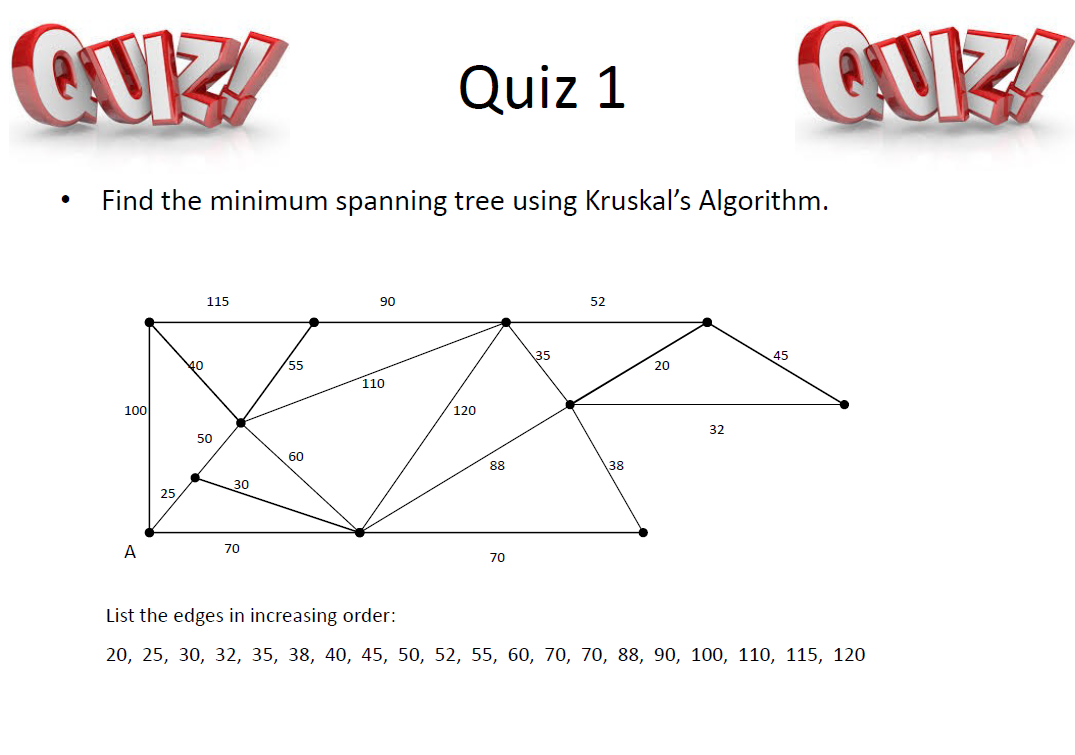 QUIZ!
Quiz 1
QUIZ!
• Find the minimum spanning tree using Kruskal’s Algorithm.
115 90 52
40 55 35 20 45
110
100 120
32
50 60 88 38
25 30
A 70 70
List the edges in increasing order:
20, 25, 30, 32, 35, 38, 40, 45, 50, 52, 55, 60, 70, 70, 88, 90, 100, 110, 115, 120